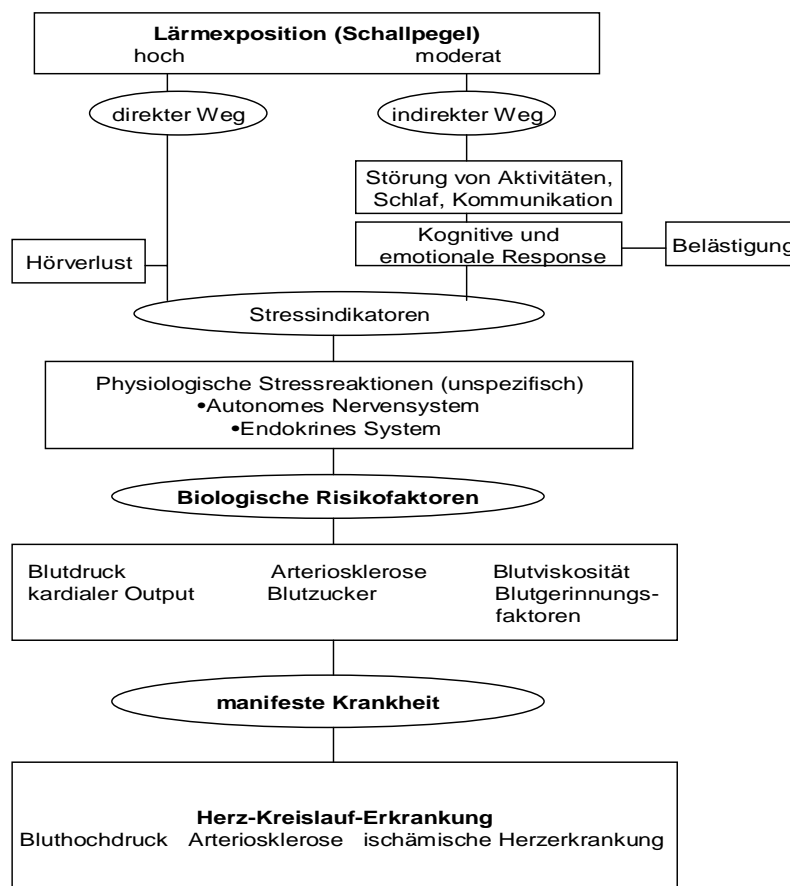 Lärmexposition (Schallpegel)
hoch moderat
direkter Weg indirekter Weg
Störung von Aktivitäten,
Schlaf, Kommunikation
Kognitive und
emotionale Response
Belästigung
Hörverlust
Stressindikatoren
Physiologische Stressreaktionen (unspezifisch)
•Autonomes Nervensystem
•Endokrines System
Biologische Risikofaktoren
Blutdruck Arteriosklerose Blutviskosität
kardialer Output Blutzucker Blutgerinnungs-
faktoren
manifeste Krankheit
Herz-Kreislauf-Erkrankung
Bluthochdruck Arteriosklerose ischämische Herzerkrankung